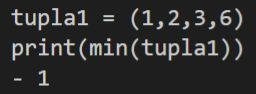 tupla1 = (1,2,3,6)
print(min(tupla1))
- 1